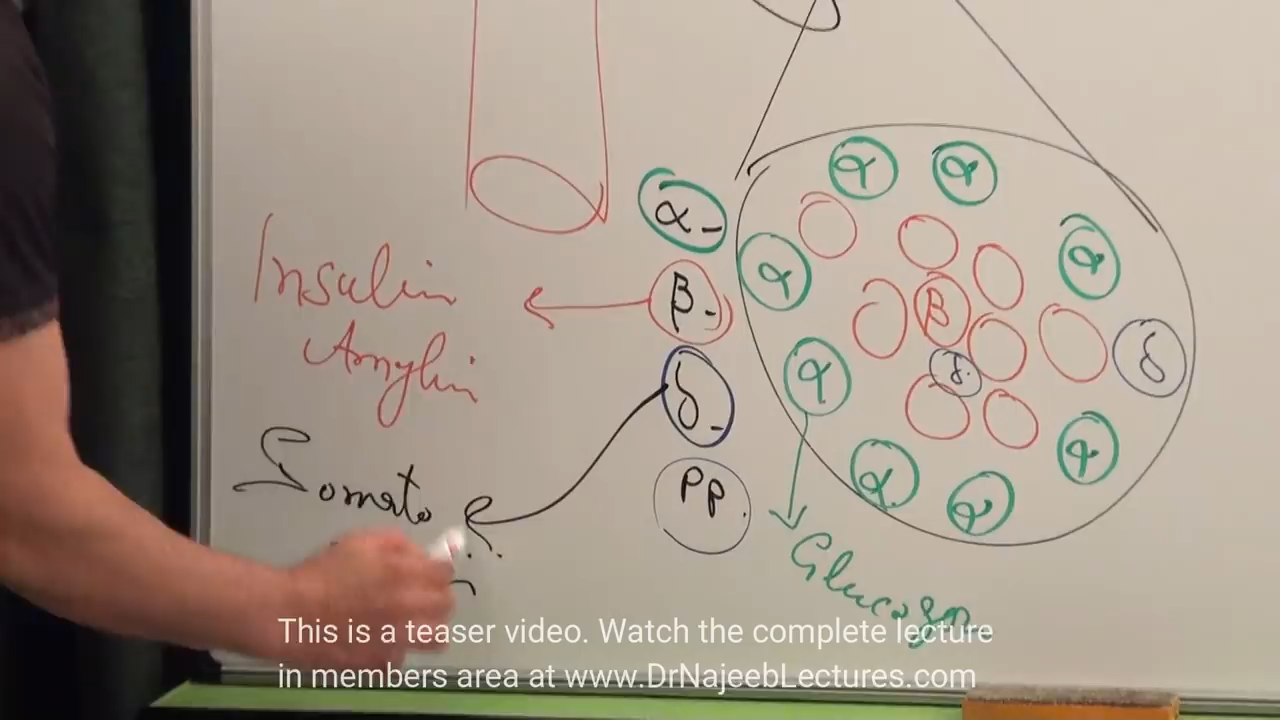 α α
α -
α
α
Insulin
β -
β
δ
δ
Amylin
α
δ -
α
Somato
PP.
α
α
Glucagon
This is a teaser video. Watch the complete lecture
in members area at www.DrNajeebLectures.com